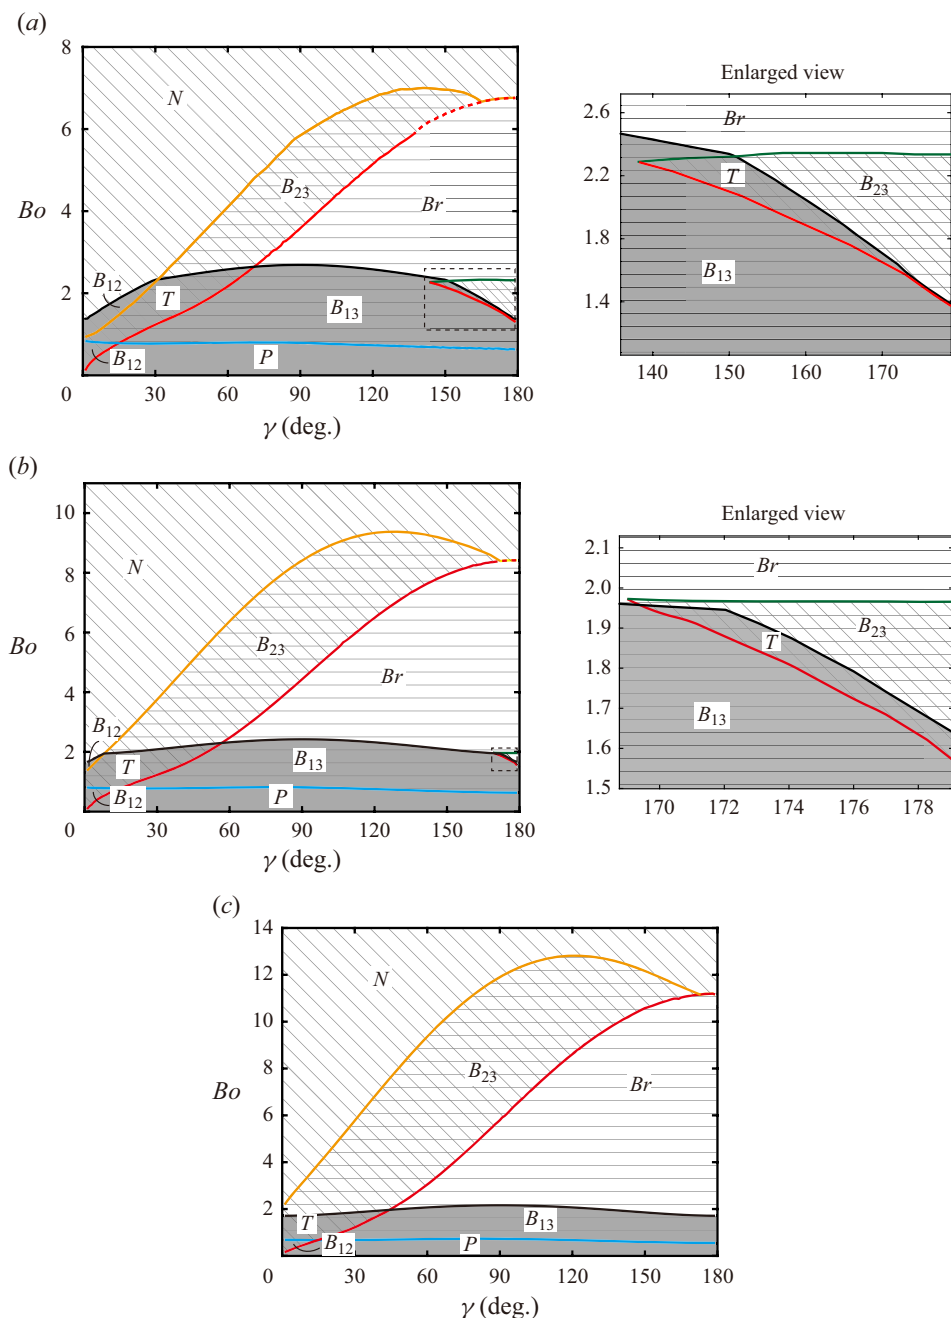 (a)
8
6
4
2
0
Bo
N
B23
Br
B12
T
B13
B12
P
30 60 90 120 150 180
γ (deg.)
Enlarged view
2.6
2.2
1.8
1.4
Br
T
B23
B13
140 150 160 170
(b)
10
8
6
4
2
0
Bo
N
B23
Br
B12
T
B13
B12
P
30 60 90 120 150 180
γ (deg.)
Enlarged view
2.1
2.0
1.9
1.8
1.7
1.6
1.5
Br
B23
T
B13
170 172 174 176 178
(c)
14
12
10
8
6
4
2
0
Bo
N
B23
Br
T
B13
B12
P
30 60 90 120 150 180
γ (deg.)